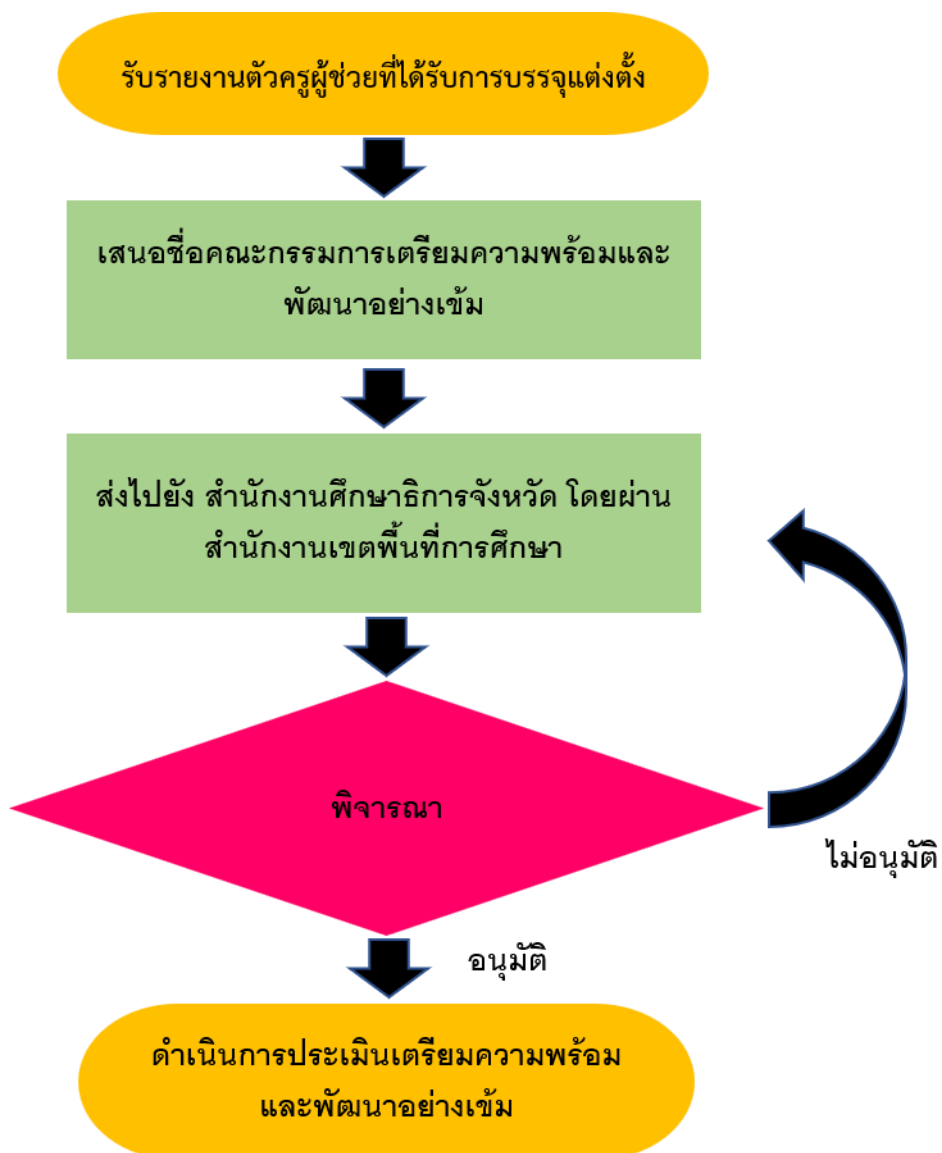 รับรายงานตัวครูผู้ช่วยที่ได้รับการบรรจุแต่งตั้ง
เสนอชื่อคณะกรรมการเตรียมความพร้อมและ
พัฒนาอย่างเข้ม
ส่งไปยัง สำนักงานศึกษาธิการจังหวัด โดยผ่าน
สำนักงานเขตพื้นที่การศึกษา
พิจารณา
ไม่อนุมัติ
อนุมัติ
ดำเนินการประเมินเตรียมความพร้อม
และพัฒนาอย่างเข้ม